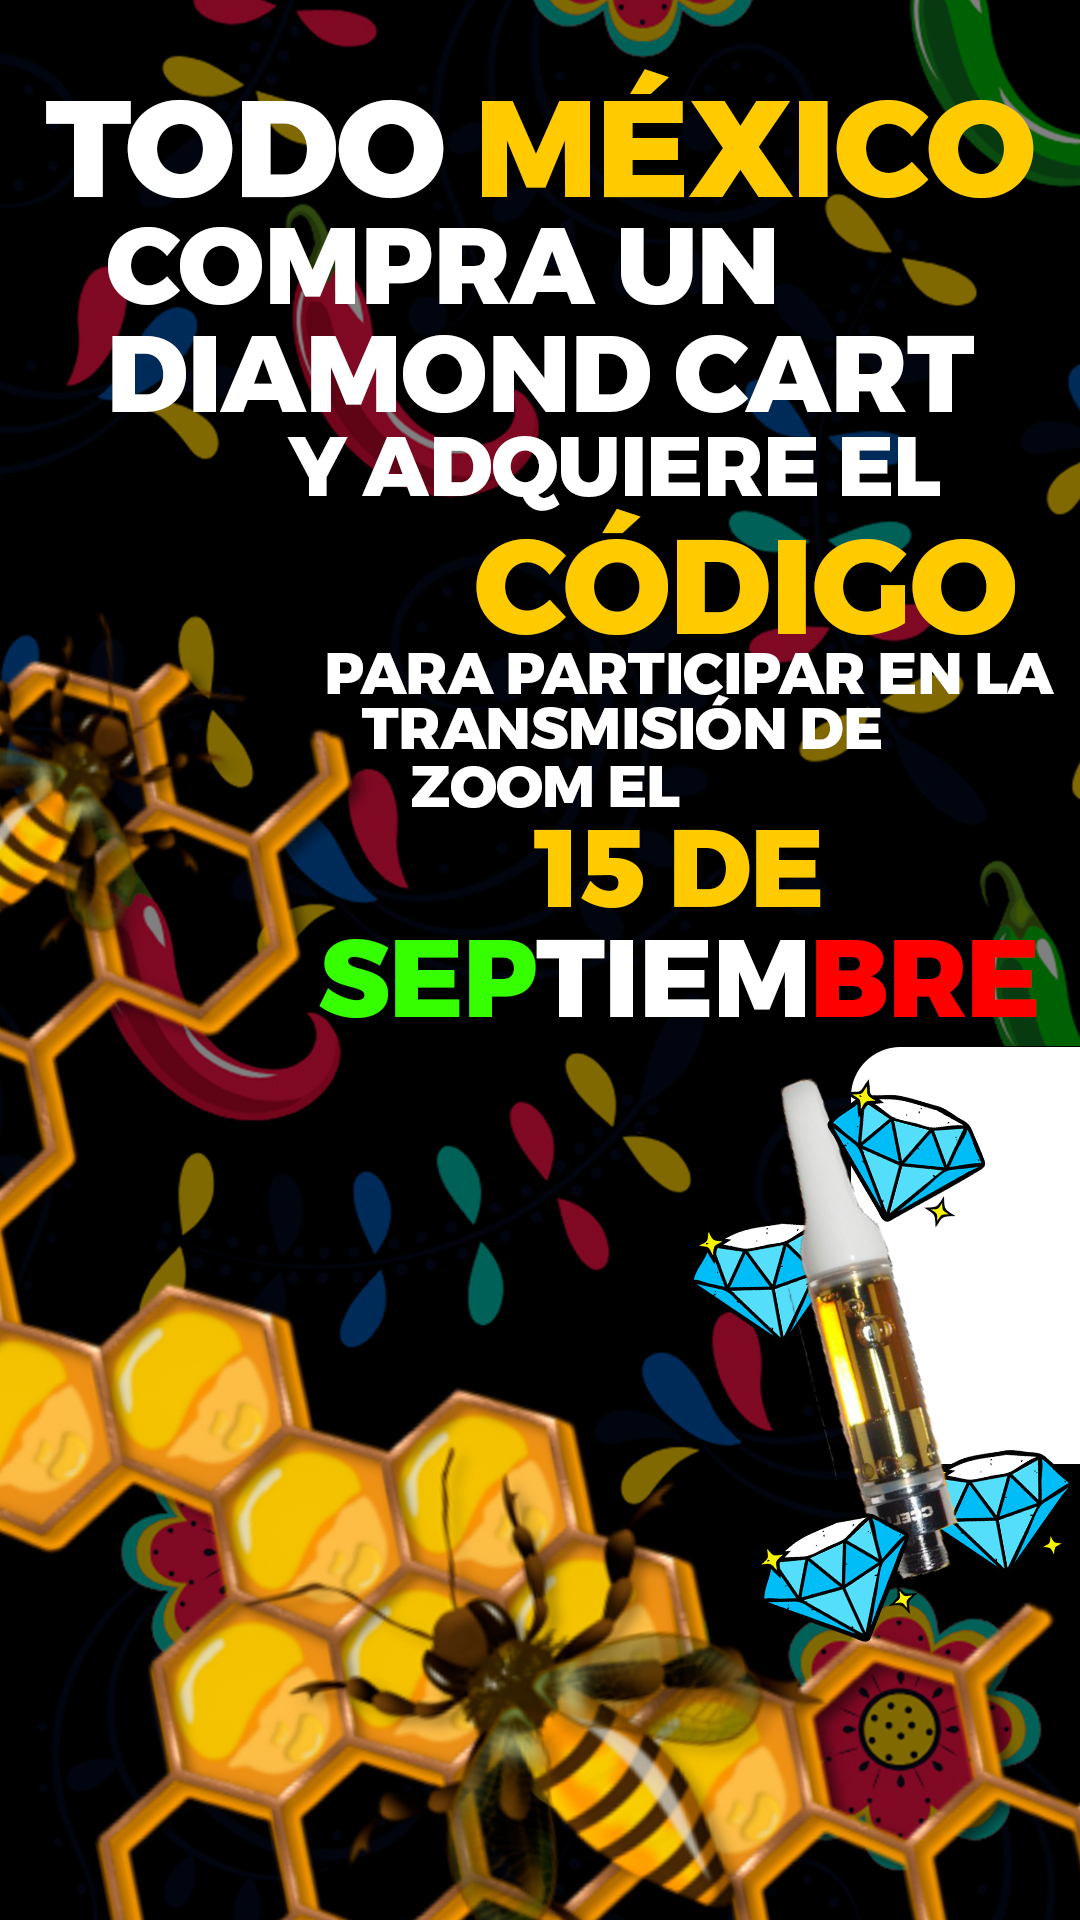 TODO MÉXICO
COMPRA UN
DIAMOND CART
Y ADQUIERE EL
CÓDIGO
PARA PARTICIPAR EN LA
TRANSMISIÓN DE
ZOOM EL
15 DE
SEPTIEMBRE